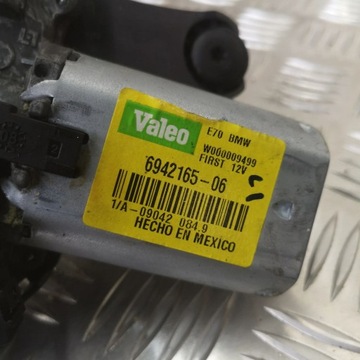 Valeo
E70 BMW
W000009499
FIRST 12V
6942165-06
1/A-09042 084.9
HECHO EN MEXICO